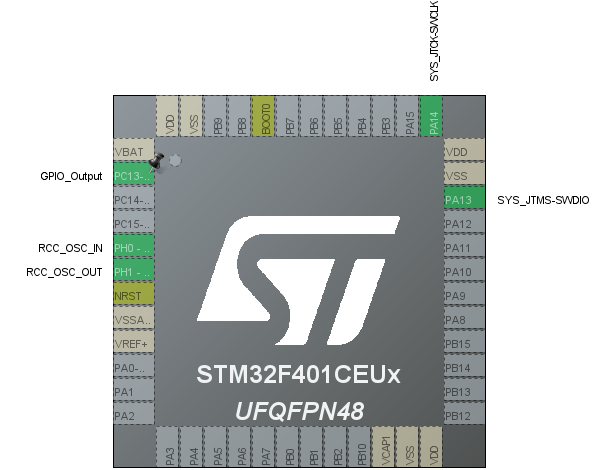 SYS_JTCK-SWCLK
VDD
VSS
PB9
PB8
BOOT0
PB7
PB6
PB5
PB4
PB3
PA15
PA14
VBAT
GPIO_Output
PC13-..
PC14-..
PC15-..
RCC_OSC_IN
PH0 - ..
RCC_OSC_OUT
PH1 - ..
NRST
VSSA..
VREF+
PA0-..
PA1
PA2
VDD
VSS
PA13
SYS_JTMS-SWDIO
PA12
PA11
PA10
PA9
PA8
PB15
PB14
PB13
PB12
ST
STM32F401CEUx
UFQFPN48
PA3
PA4
PA5
PA6
PA7
PB0
PB1
PB2
PB10
VCAP1
VSS
VDD